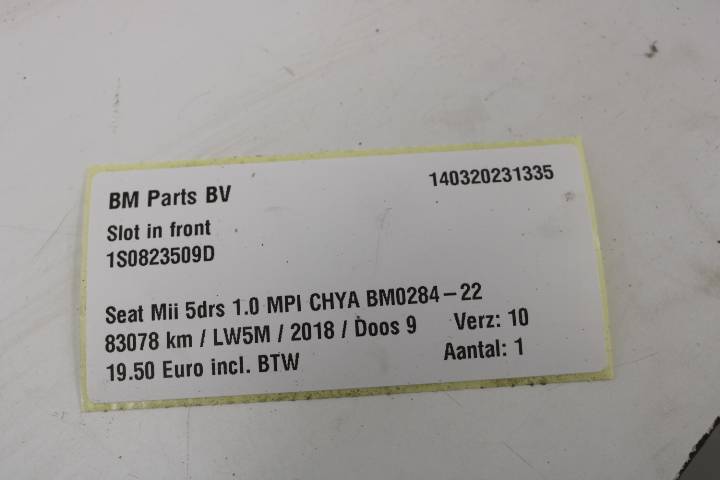 BM Parts BV 140320231335
Slot in front
1S0823509D
Seat Mii 5drs 1.0 MPI CHYA BM0284-22
83078 km / LW5M / 2018 / Doos 9 Verz: 10
19.50 Euro incl. BTW Aantal: 1